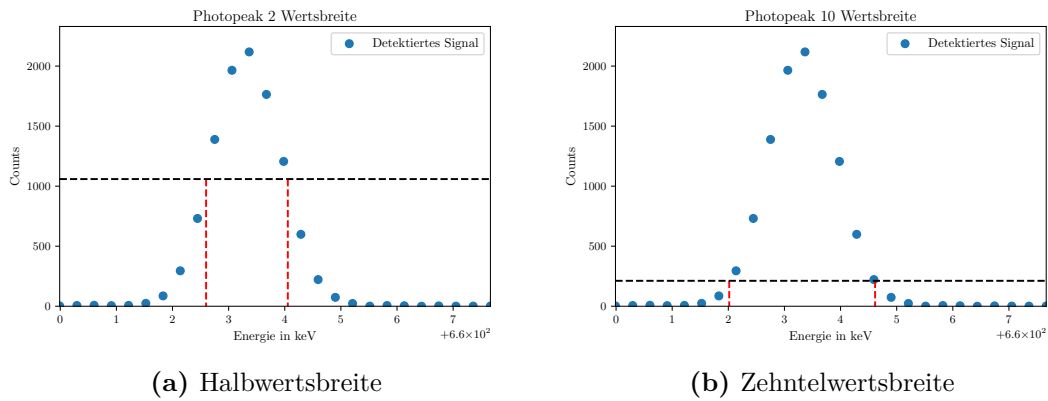 Photopeak 2 Wertsbreite
Detektiertes Signal
2000
1500
1000
500
0
Counts
0 1 2 3 4 5 6 7
Energie in keV
+6.6×10²
(a) Halbwertsbreite
Photopeak 10 Wertsbreite
Detektiertes Signal
2000
1500
1000
500
0
Counts
0 1 2 3 4 5 6 7
Energie in keV
+6.6×10²
(b) Zehntelwertsbreite